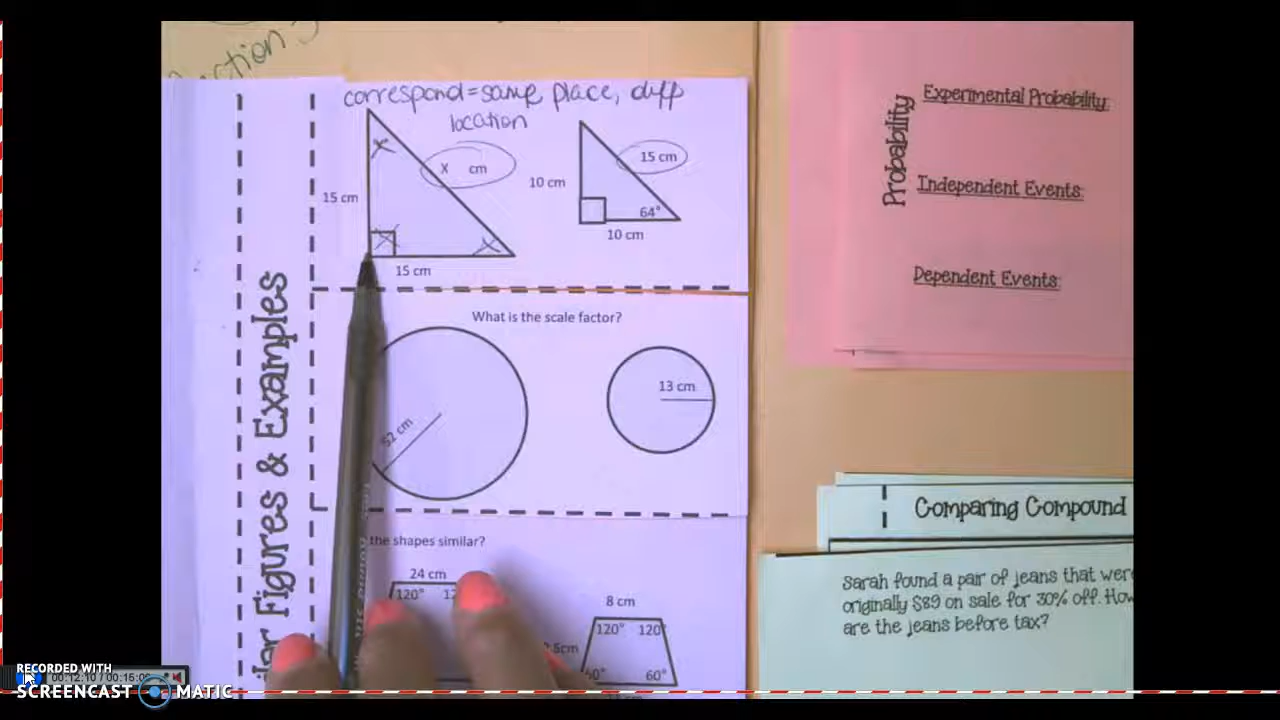 correspond=same place, diff
location
x cm
15 cm
15 cm
15 cm
10 cm
64°
10 cm
What is the scale factor?
52 cm
13 cm
the shapes similar?
24 cm
120°
8 cm
120° 120°
60°
Figures & Examples
Probability
Experimental Probability:
Independent Events:
Dependent Events:
Comparing Compound
Sarah found a pair of jeans that were
originally $89 on sale for 30% off. How
are the jeans before tax?
RECORDED WITH
SCREENCAST MATIC